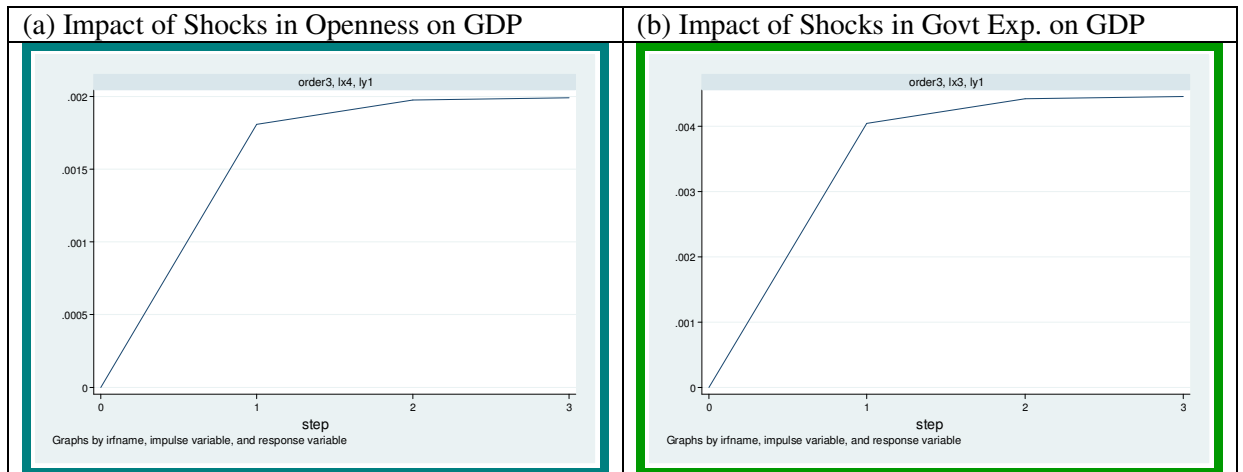 (a) Impact of Shocks in Openness on GDP
order3, lx4, ly1
.002
.0015
.001
.0005
0
0 1 2 3
step
Graphs by irfname, impulse variable, and response variable
(b) Impact of Shocks in Govt Exp. on GDP
order3, lx3, ly1
.004
.003
.002
.001
0
0 1 2 3
step
Graphs by irfname, impulse variable, and response variable